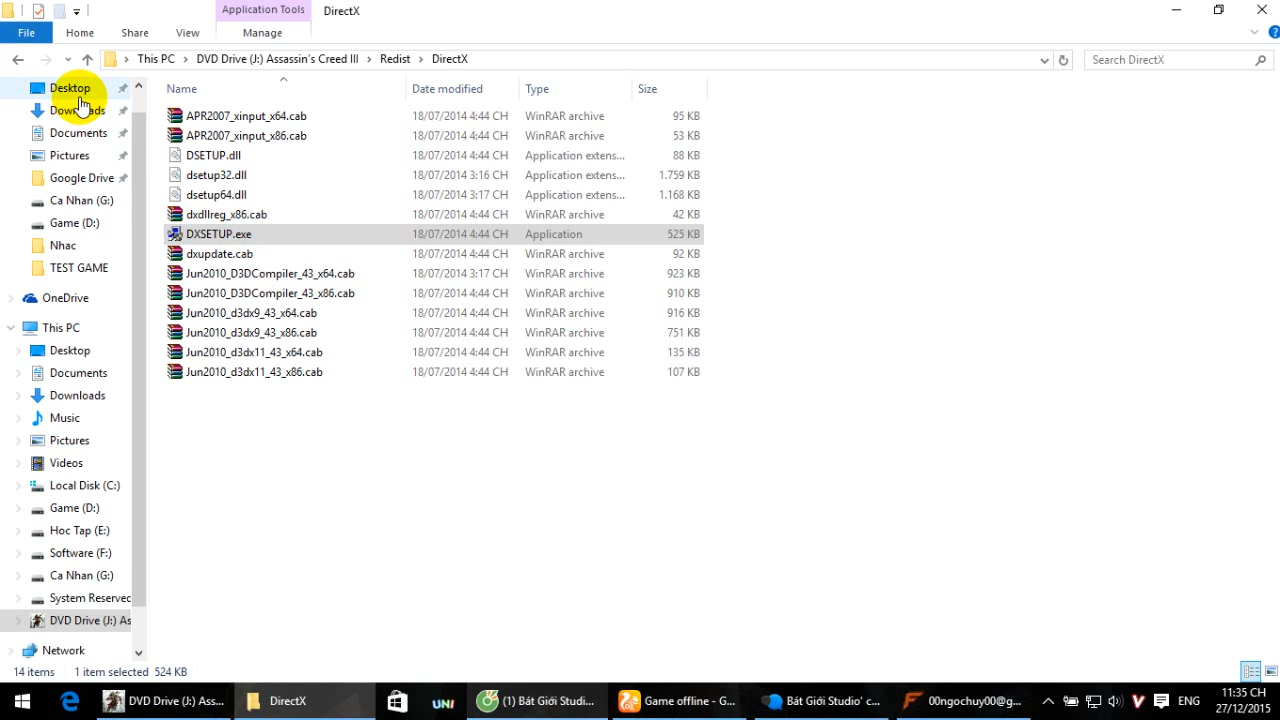 Application Tools
DirectX
File
Home
Share
View
Manage
This PC
DVD Drive (J:) Assassin's Creed III
Redist
DirectX
Search DirectX
Desktop
Downloads
Documents
Pictures
Google Drive
Ca Nhan (G:)
Game (D:)
Nhac
TEST GAME
OneDrive
This PC
Desktop
Documents
Downloads
Music
Pictures
Videos
Local Disk (C:)
Game (D:)
Hoc Tap (E:)
Software (F:)
Ca Nhan (G:)
System Reserved
DVD Drive (J:) As
Network
Name Date modified Type Size
APR2007_xinput_x64.cab 18/07/2014 4:44 CH WinRAR archive 95 KB
APR2007_xinput_x86.cab 18/07/2014 4:44 CH WinRAR archive 53 KB
DSETUP.dll 18/07/2014 4:44 CH Application extens... 88 KB
dsetup32.dll 18/07/2014 3:16 CH Application extens... 1.759 KB
dsetup64.dll 18/07/2014 3:17 CH Application extens... 1.168 KB
dxdllreg_x86.cab 18/07/2014 4:44 CH WinRAR archive 42 KB
DXSETUP.exe 18/07/2014 4:44 CH Application 525 KB
dxupdate.cab 18/07/2014 4:44 CH WinRAR archive 92 KB
Jun2010_D3DCompiler_43_x64.cab 18/07/2014 3:17 CH WinRAR archive 923 KB
Jun2010_D3DCompiler_43_x86.cab 18/07/2014 4:44 CH WinRAR archive 910 KB
Jun2010_d3dx9_43_x64.cab 18/07/2014 4:44 CH WinRAR archive 916 KB
Jun2010_d3dx9_43_x86.cab 18/07/2014 4:44 CH WinRAR archive 751 KB
Jun2010_d3dx11_43_x64.cab 18/07/2014 4:44 CH WinRAR archive 135 KB
Jun2010_d3dx11_43_x86.cab 18/07/2014 4:44 CH WinRAR archive 107 KB
14 items 1 item selected 524 KB
DVD Drive (J:) Ass...
DirectX
UNI
(1) Bát Giới Studi...
Game offline - G...
Bát Giới Studio' c...
00ngochuy00@g...
V
ENG
11:35 CH
27/12/2015